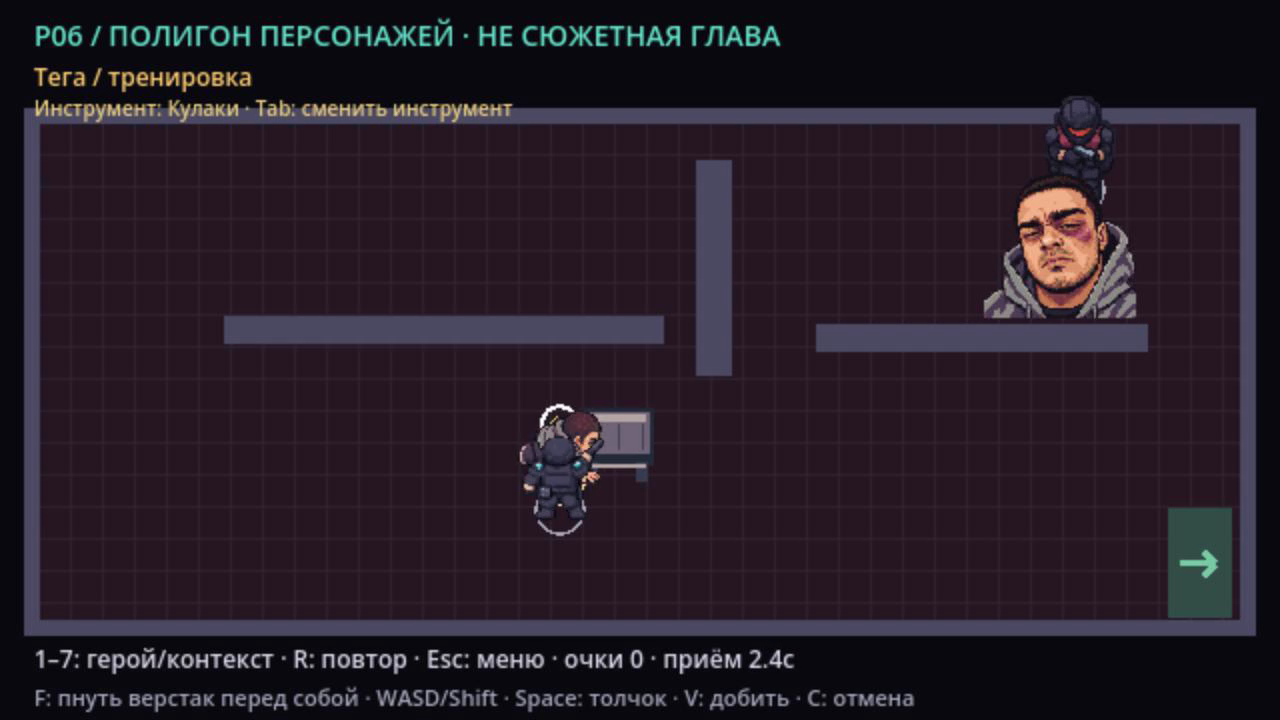 P06 / ПОЛИГОН ПЕРСОНАЖЕЙ · НЕ СЮЖЕТНАЯ ГЛАВА
Тега / тренировка
Инструмент: Кулаки · Tab: сменить инструмент
1–7: герой/контекст · R: повтор · Esc: меню · очки 0 · приём 2.4с
F: пнуть верстак перед собой · WASD/Shift · Space: толчок · V: добить · C: отмена